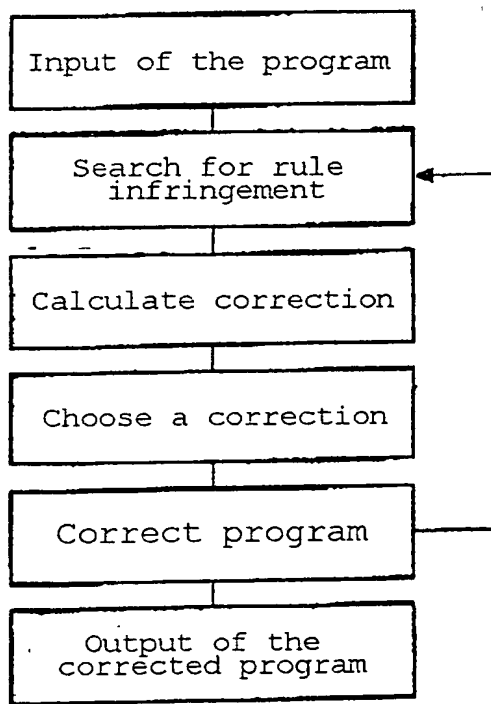 Input of the program
Search for rule
infringement
Calculate correction
Choose a correction
Correct program
Output of the
corrected program